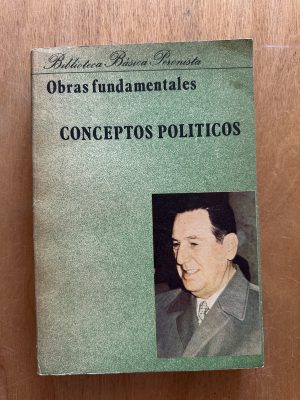 Biblioteca Básica Peronista
Obras fundamentales
CONCEPTOS POLITICOS